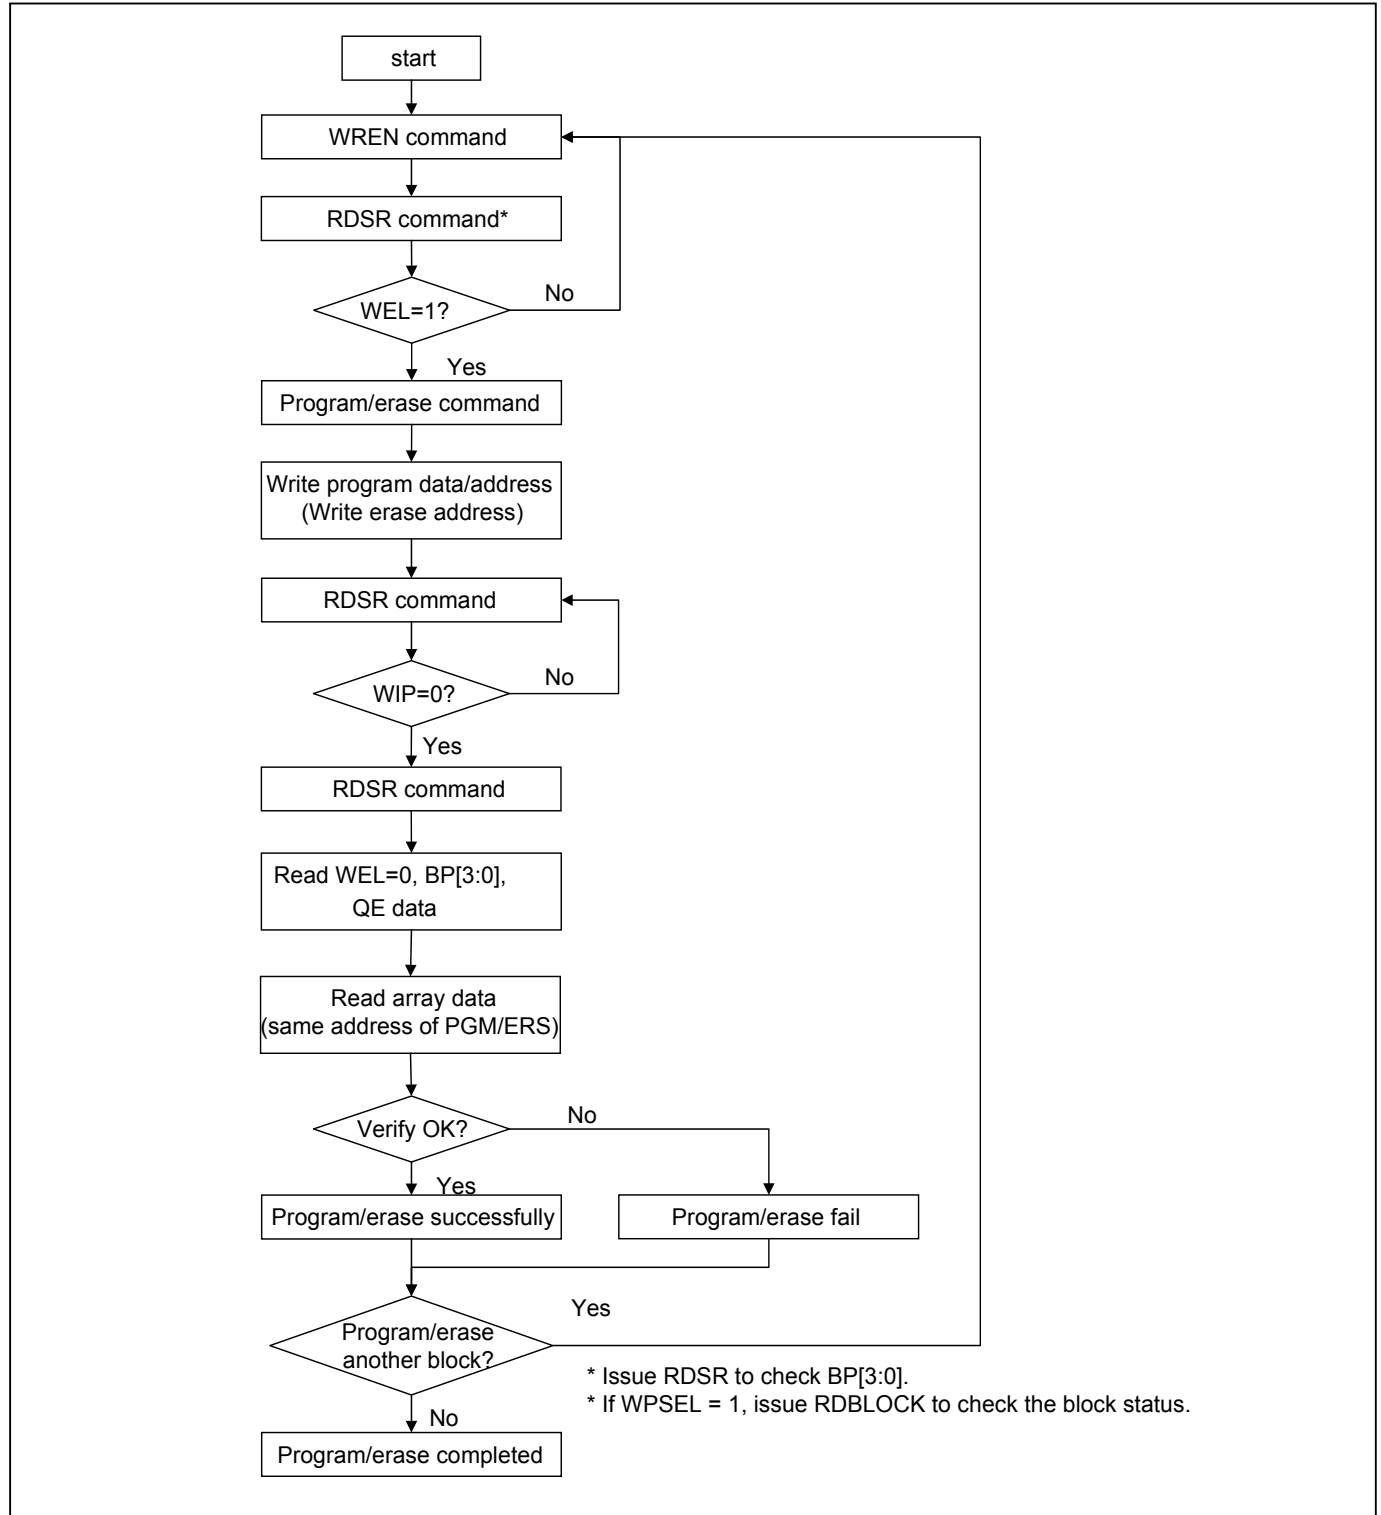 start
WREN command
RDSR command*
WEL=1?
No
Yes
Program/erase command
Write program data/address
(Write erase address)
RDSR command
WIP=0?
No
Yes
RDSR command
Read WEL=0, BP[3:0],
QE data
Read array data
(same address of PGM/ERS)
Verify OK?
No
Yes
Program/erase successfully
Program/erase fail
Yes
Program/erase
another block?
* Issue RDSR to check BP[3:0].
* If WPSEL = 1, issue RDBLOCK to check the block status.
No
Program/erase completed